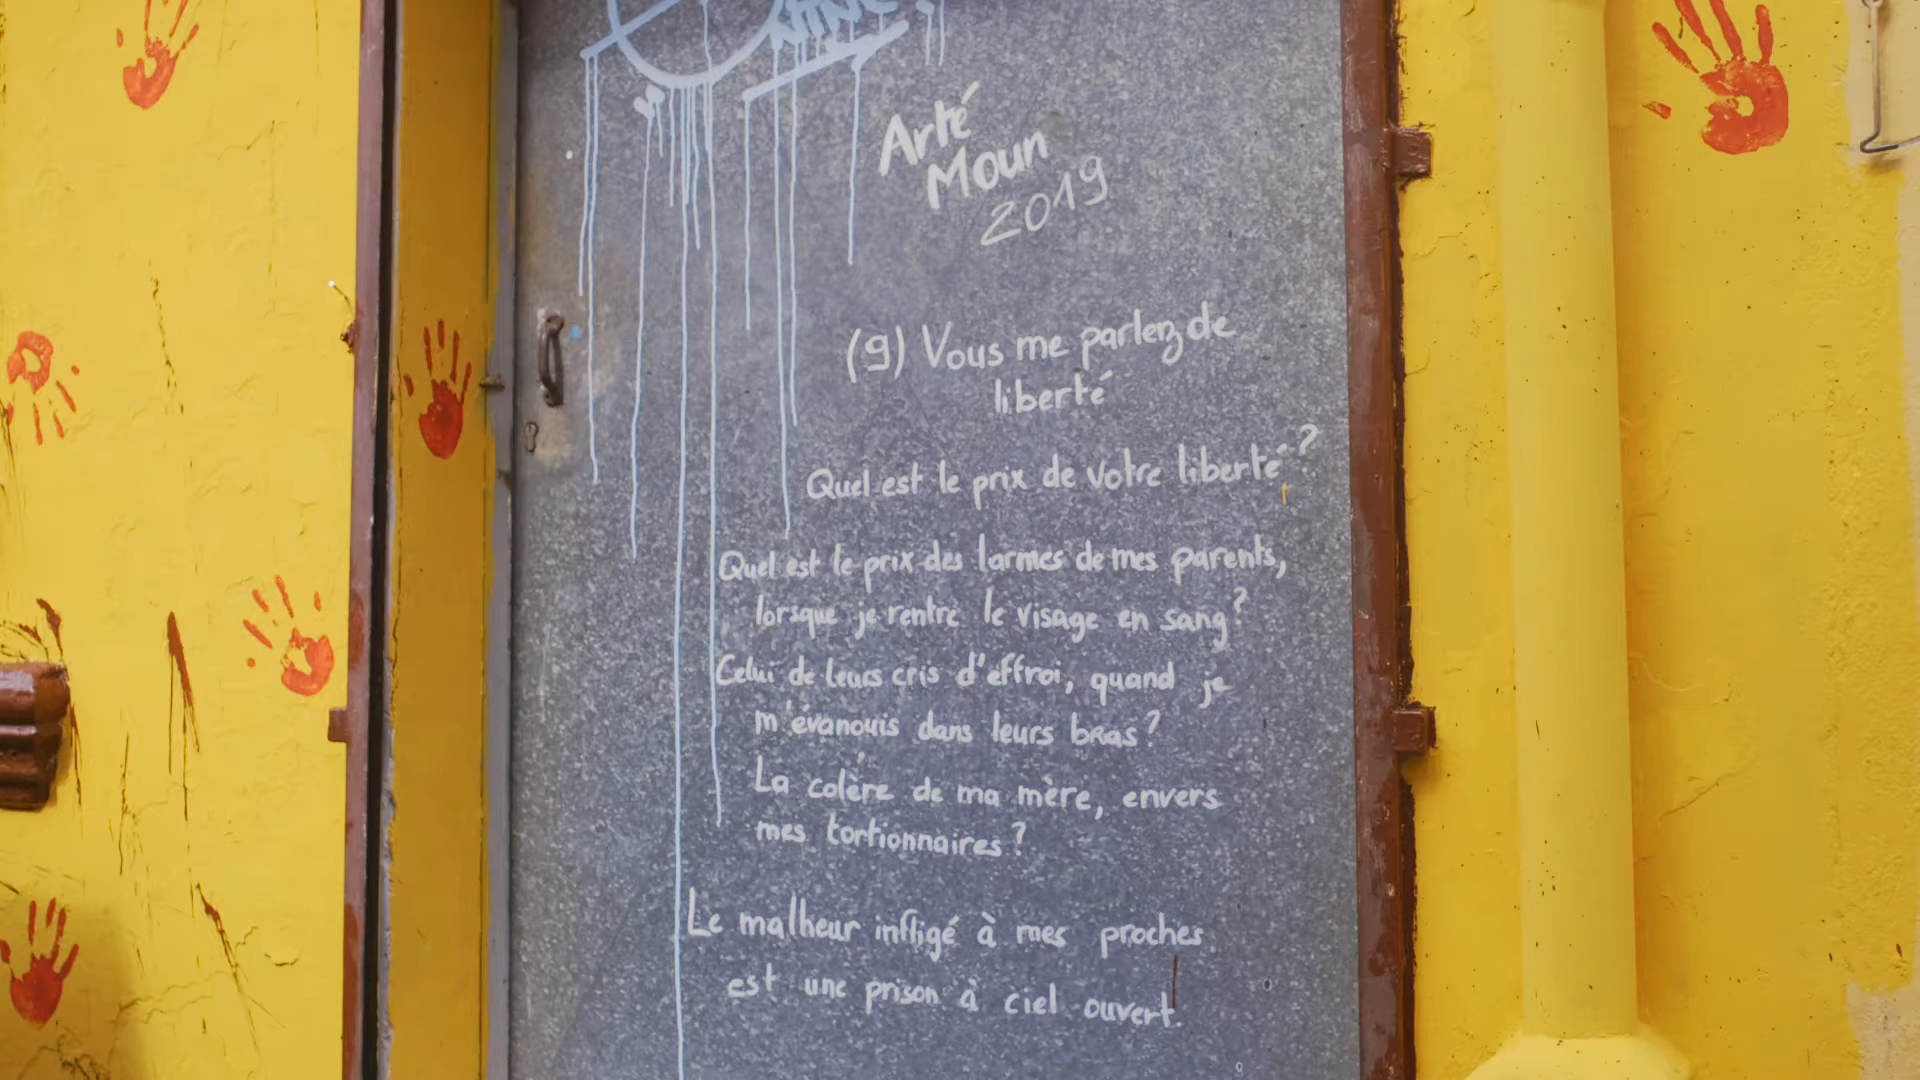 Arté
Moun
2019
(9) Vous me parlez de
liberté
Quel est le prix de votre liberté ?
Quel est le prix des larmes de mes parents,
lorsque je rentre le visage en sang ?
Celui de leurs cris d'effroi, quand je
m'évanouis dans leurs bras ?
La colère de ma mère, envers
mes tortionnaires ?
Le malheur infligé à mes proches
est une prison à ciel ouvert.